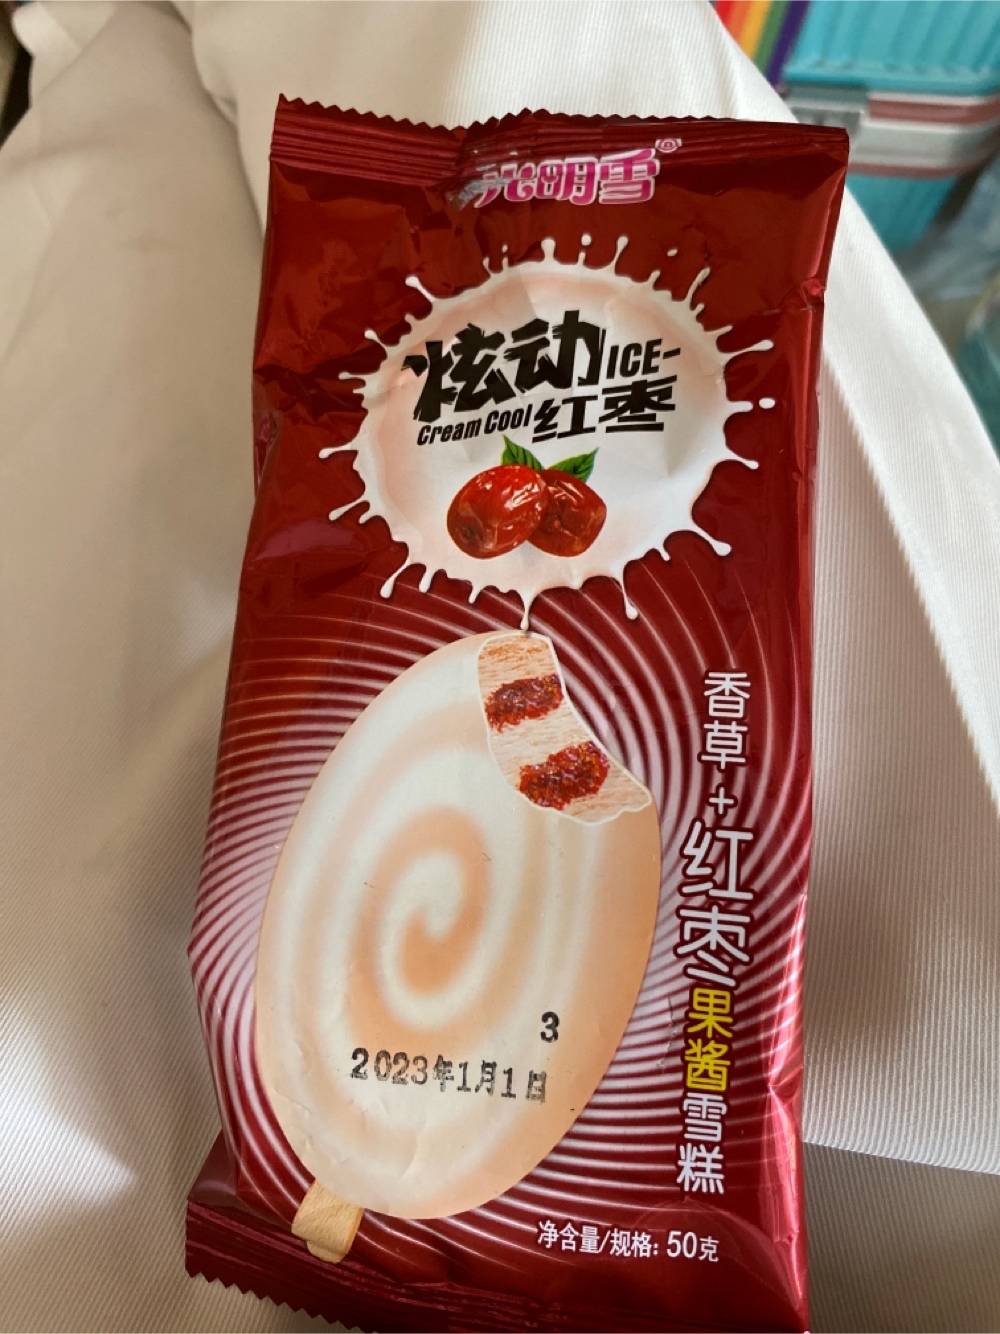 光明雪®
炫动ICE-
Cream Cool红枣
香草+红枣果酱雪糕
3
2023年1月1日
净含量/规格: 50克